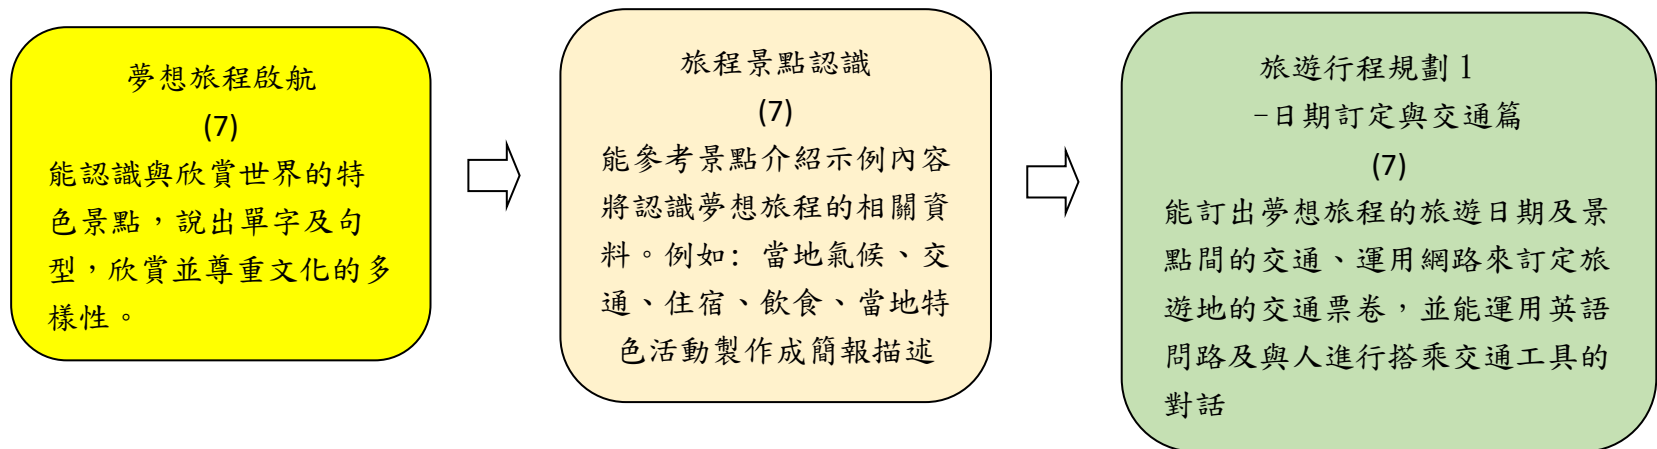 夢想旅程啟航
(7)
能認識與欣賞世界的特
色景點，說出單字及句
型，欣賞並尊重文化的多
樣性。
旅程景點認識
(7)
能參考景點介紹示例內容
將認識夢想旅程的相關資
料。例如: 當地氣候、交
通、住宿、飲食、當地特
色活動製作成簡報描述
旅遊行程規劃1
-日期訂定與交通篇
(7)
能訂出夢想旅程的旅遊日期及景
點間的交通、運用網路來訂定旅
遊地的交通票卷，並能運用英語
問路及與人進行搭乘交通工具的
對話